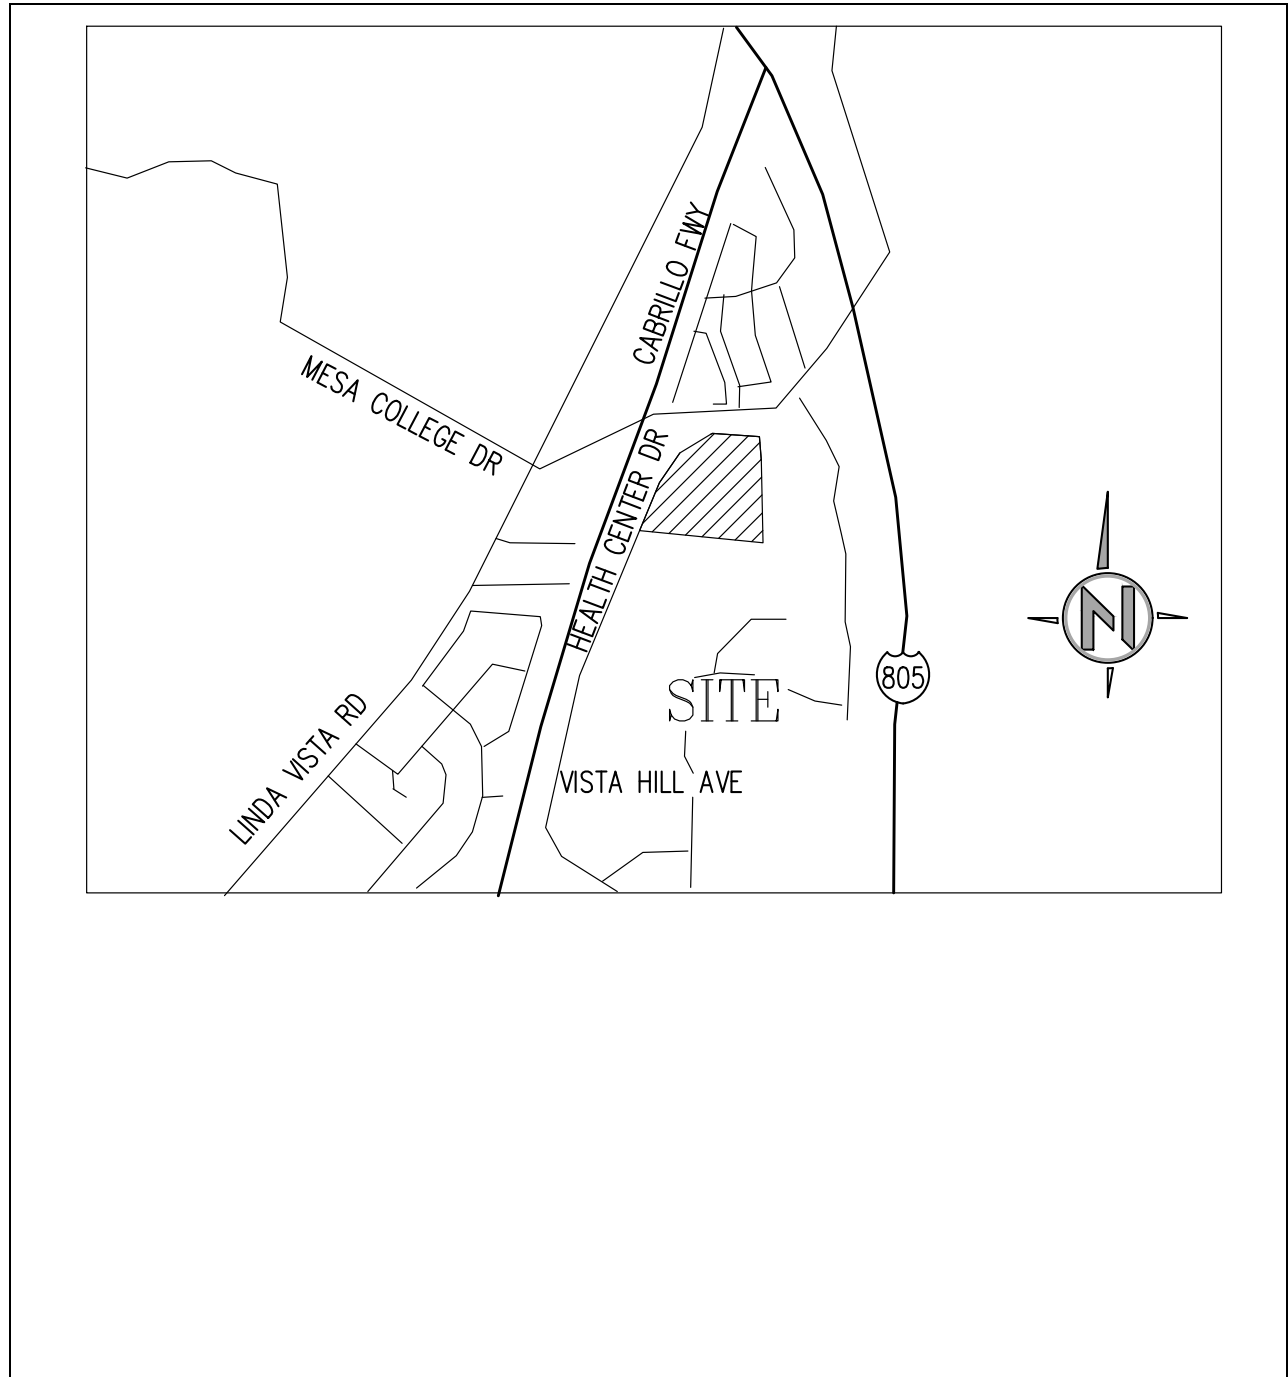 CABRILLO FWY
MESA COLLEGE DR
HEALTH CENTER DR
N
805
SITE
LINDA VISTA RD
VISTA HILL AVE